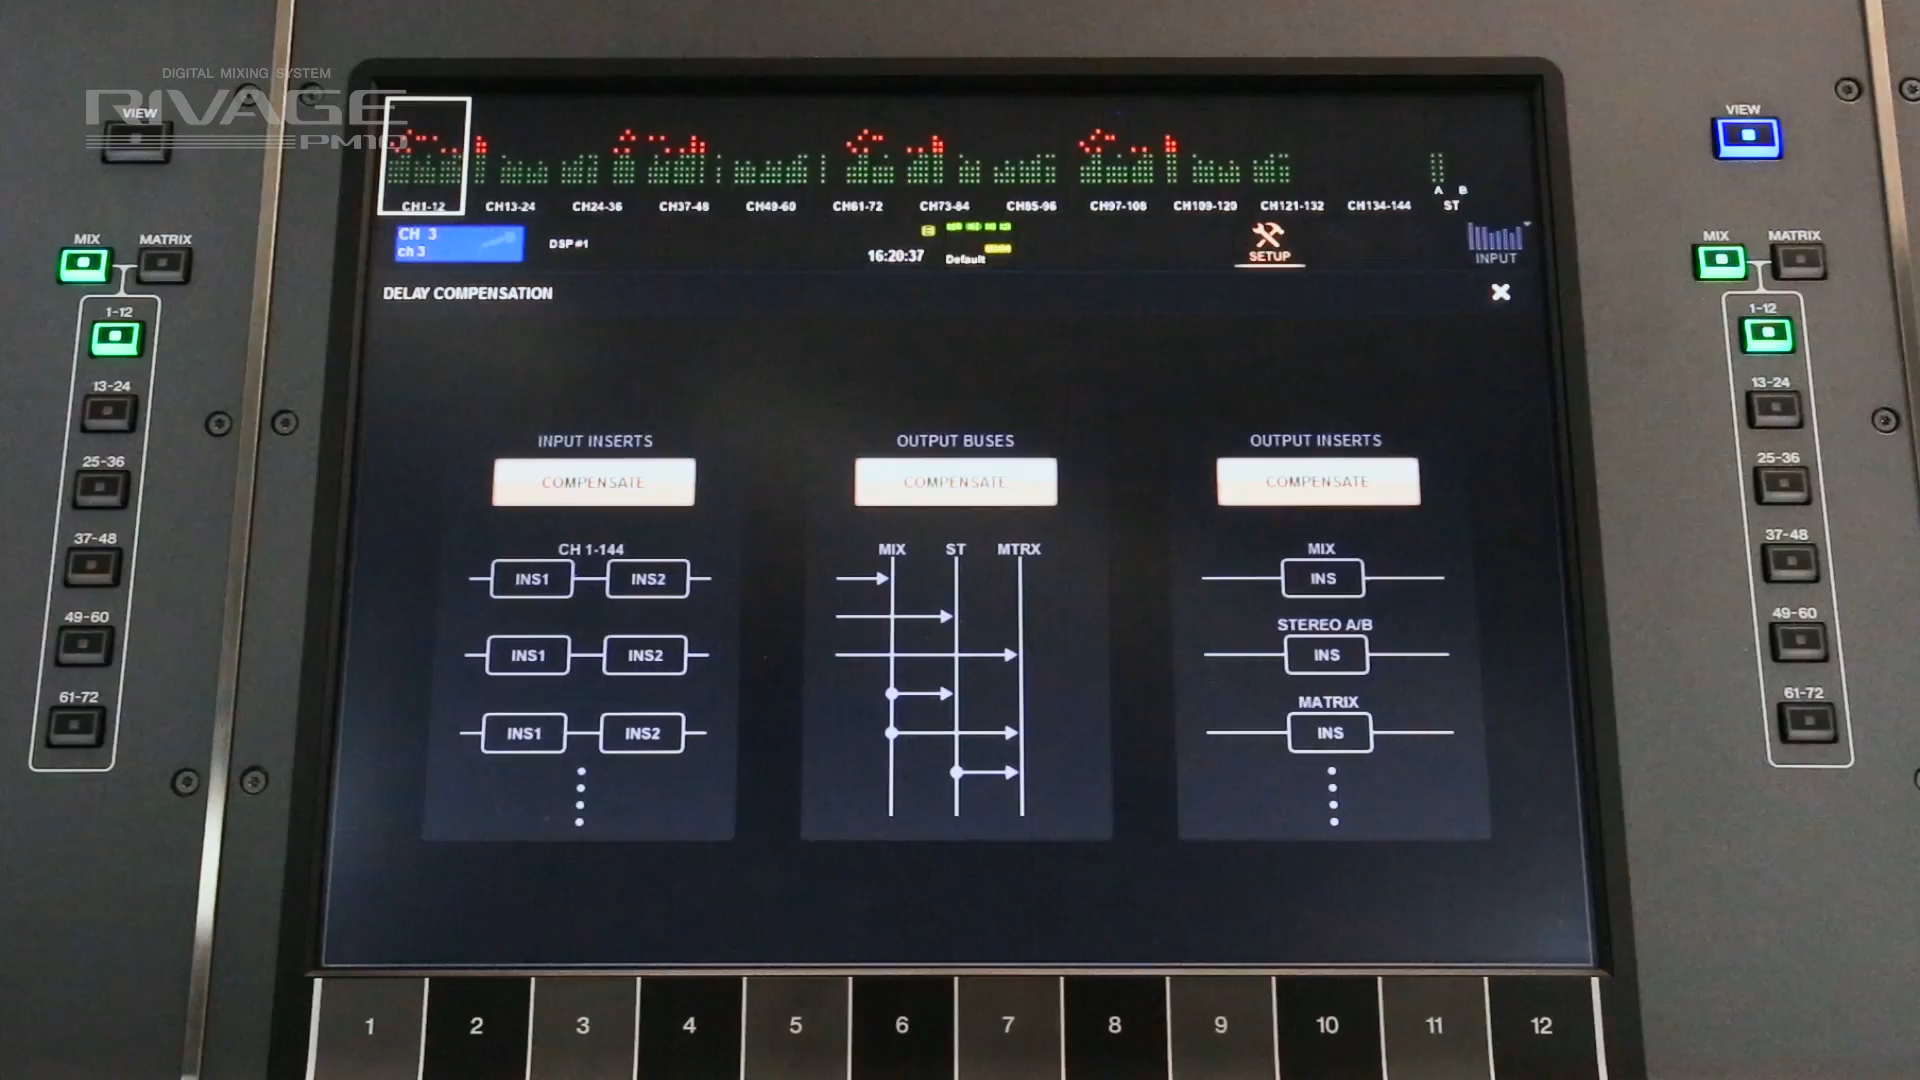 DIGITAL MIXING SYSTEM
RIVAGE
PM10
VIEW
VIEW
CH1-12 CH13-24 CH24-36 CH37-48 CH49-60 CH61-72 CH73-84 CH85-96 CH97-108 CH109-120 CH121-132 CH134-144 ST
A B
CH 3
ch 3
DSP#1
16:20:37
Default
SETUP
INPUT
MIX MATRIX
1-12
13-24
25-36
37-48
49-60
61-72
DELAY COMPENSATION
INPUT INSERTS
COMPENSATE
CH 1-144
INS1 INS2
INS1 INS2
INS1 INS2
OUTPUT BUSES
COMPENSATE
MIX ST MTRX
OUTPUT INSERTS
COMPENSATE
MIX
INS
STEREO A/B
INS
MATRIX
INS
MIX MATRIX
1-12
13-24
25-36
37-48
49-60
61-72
1 2 3 4 5 6 7 8 9 10 11 12